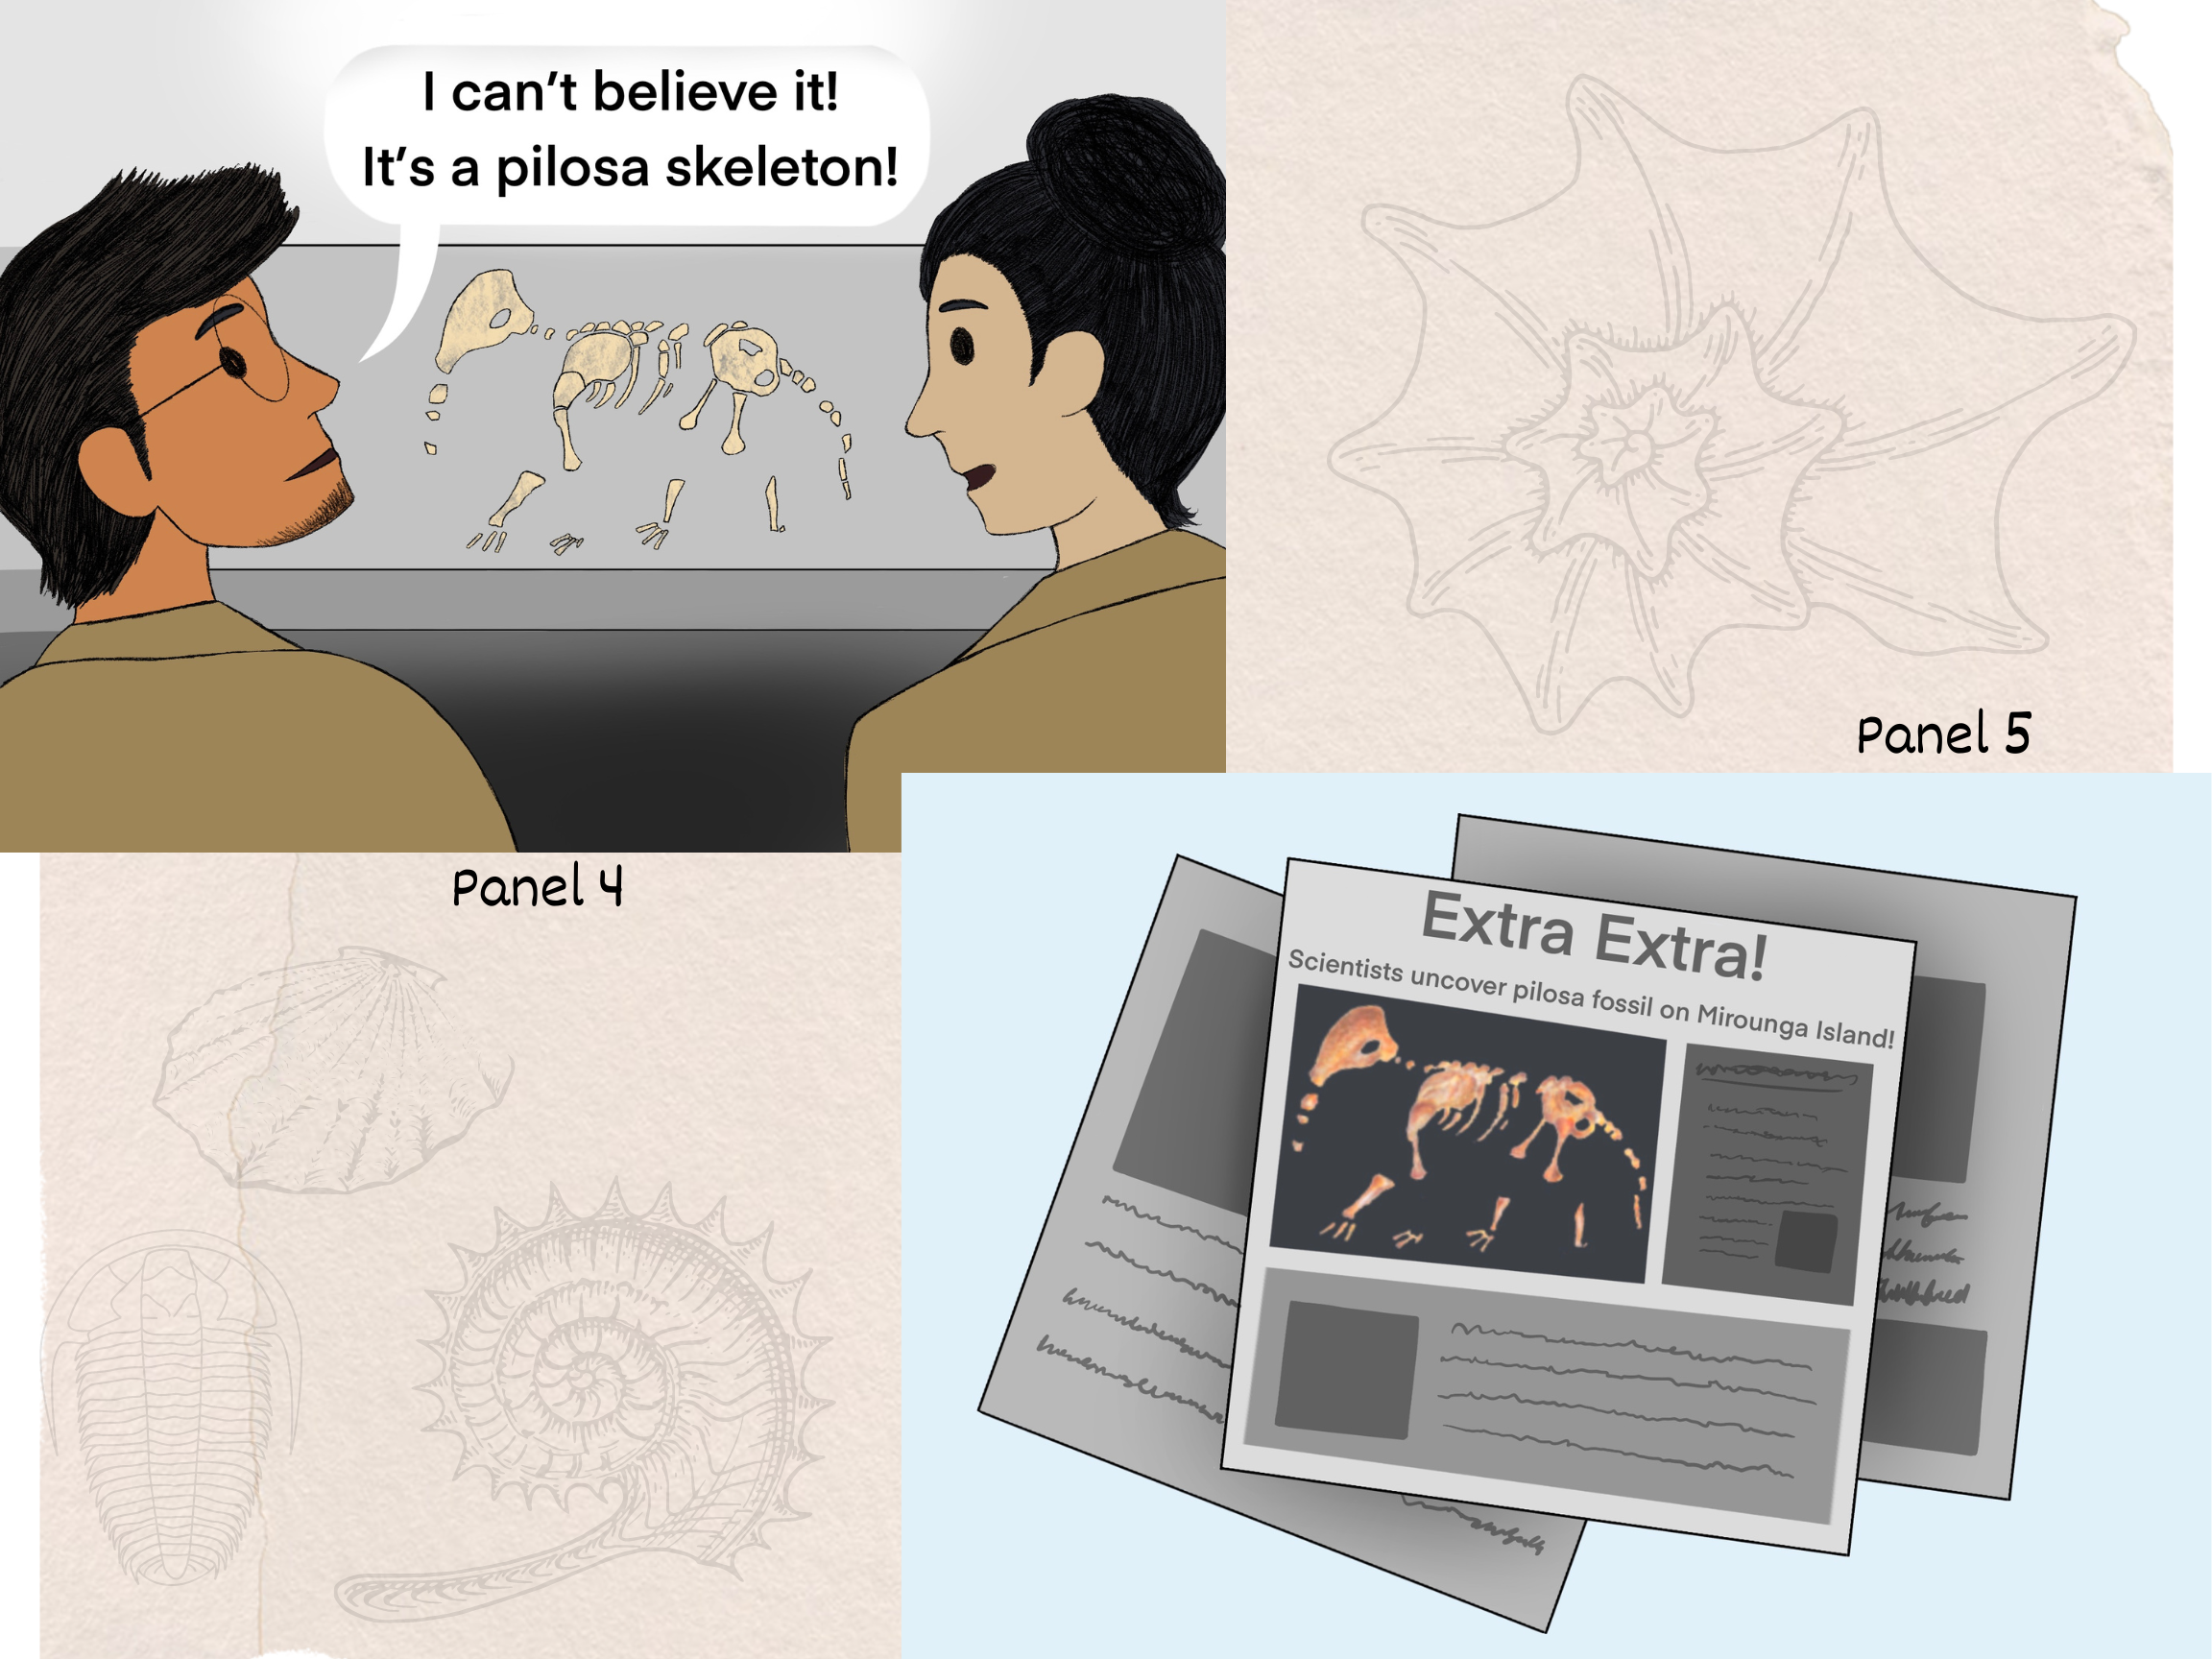 I can't believe it!
It's a pilosa skeleton!
Panel 5
Panel 4
Extra Extra!
Scientists uncover pilosa fossil on Mirounga Island!